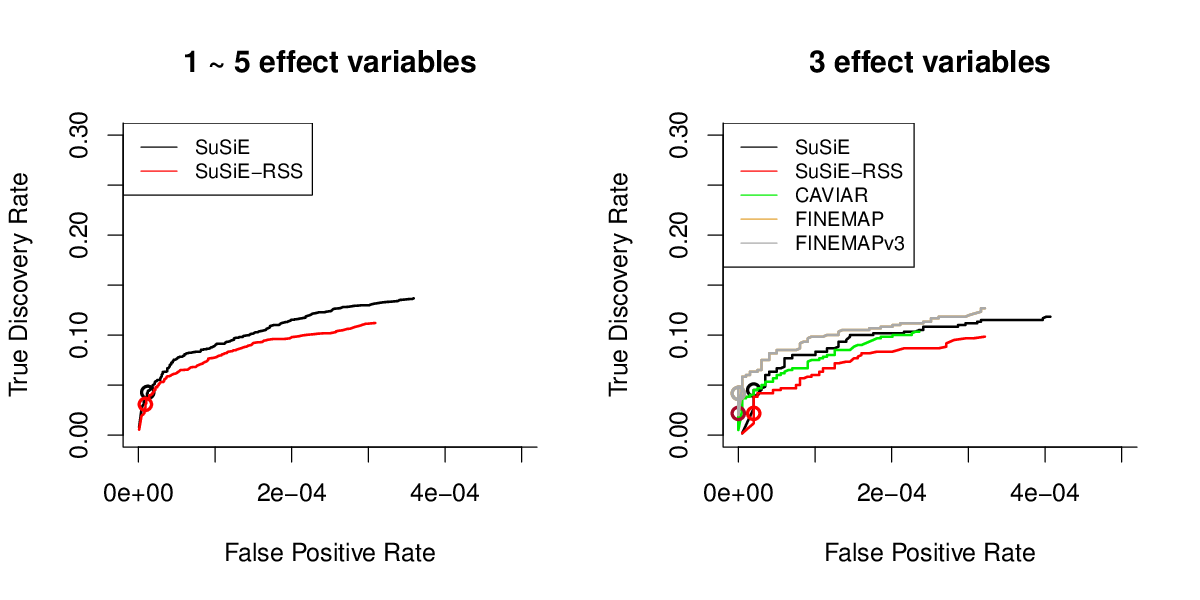 1 ~ 5 effect variables
SuSiE
SuSiE−RSS
True Discovery Rate
0.00
0.10
0.20
0.30
0e+00
2e−04
4e−04
False Positive Rate
3 effect variables
SuSiE
SuSiE−RSS
CAVIAR
FINEMAP
FINEMAPv3
True Discovery Rate
0.00
0.10
0.20
0.30
0e+00
2e−04
4e−04
False Positive Rate